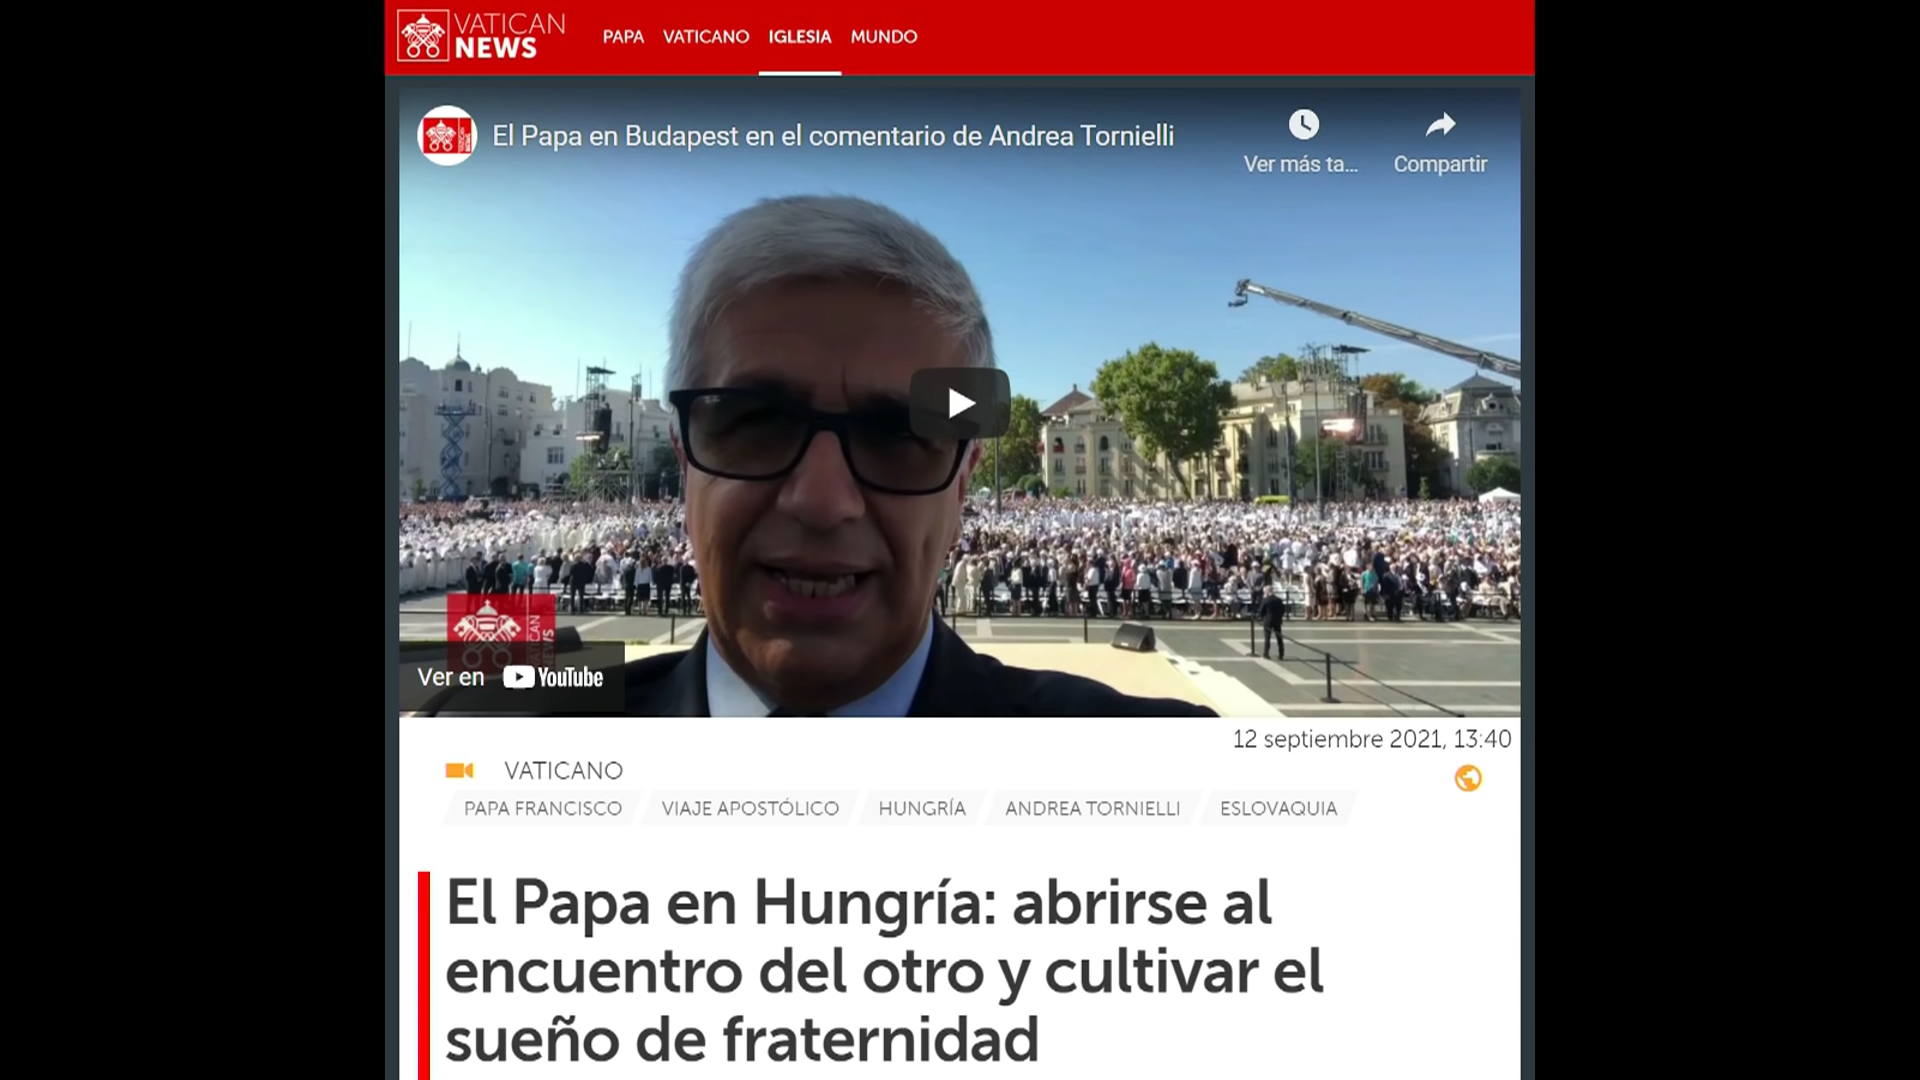 VATICAN
NEWS
PAPA VATICANO IGLESIA MUNDO
El Papa en Budapest en el comentario de Andrea Tornielli
Ver más ta...
Compartir
VATICAN
NEWS
Ver en YouTube
12 septiembre 2021, 13:40
VATICANO
PAPA FRANCISCO VIAJE APOSTÓLICO HUNGRÍA ANDREA TORNIELLI ESLOVAQUIA
El Papa en Hungría: abrirse al
encuentro del otro y cultivar el
sueño de fraternidad